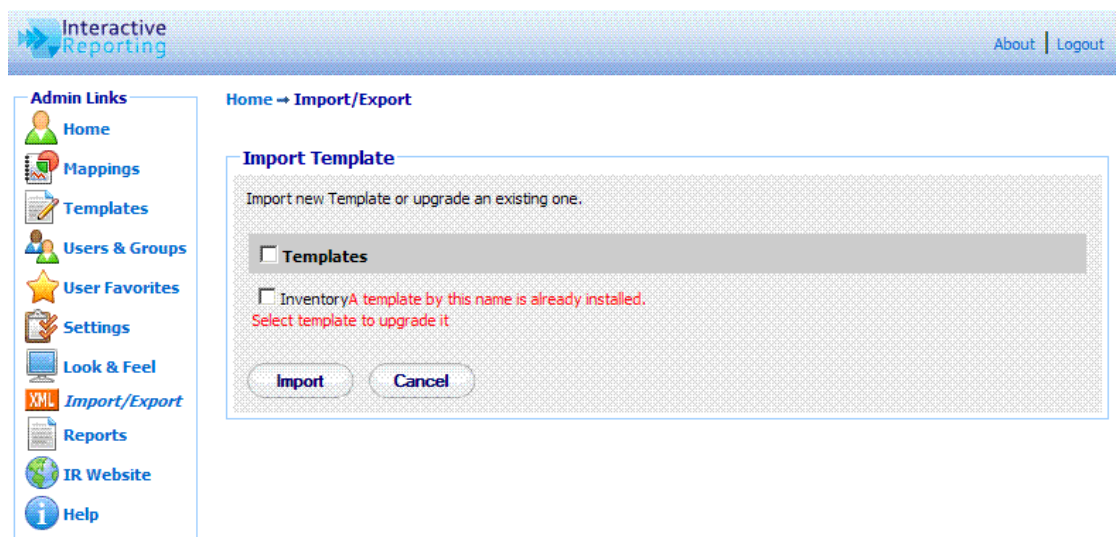 Interactive
Reporting
About | Logout
Admin Links
Home
Mappings
Templates
Users & Groups
User Favorites
Settings
Look & Feel
XML Import/Export
Reports
IR Website
i Help
Home → Import/Export
Import Template
Import new Template or upgrade an existing one.
Templates
InventoryA template by this name is already installed.
Select template to upgrade it
Import Cancel